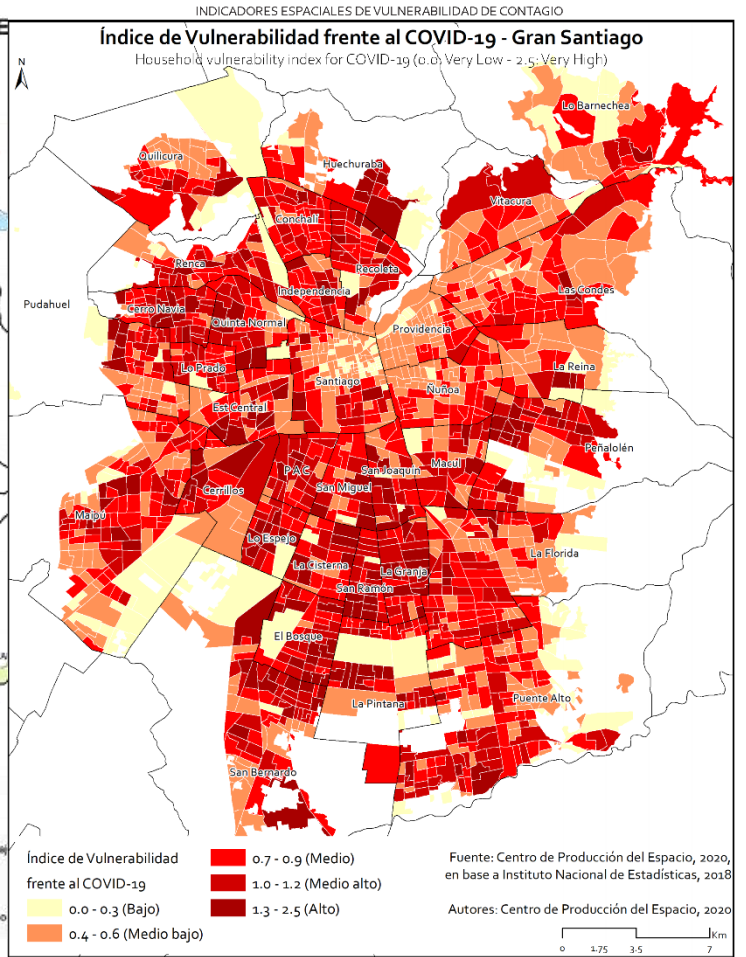 INDICADORES ESPACIALES DE VULNERABILIDAD DE CONTAGIO
Índice de Vulnerabilidad frente al COVID-19 - Gran Santiago
Household vulnerability index for COVID-19 (0.0: Very Low - 2.5: Very High)
N
Lo Barnechea
Quilicura
Huechuraba
Vitacura
Conchalí
Renca
Recoleta
Independencia
Las Condes
Pudahuel
Cerro Navia
Quinta Normal
Providencia
Lo Prado
La Reina
Santiago
Ñuñoa
Est Central
Peñalolén
P A C
San Joaquín
Macúl
Cerrillos
San Miguel
Maipú
Lo Espejo
La Florida
La Cisterna
La Granja
San Ramón
El Bosque
La Pintana
Puente Alto
San Bernardo
Índice de Vulnerabilidad
frente al COVID-19
0.0 - 0.3 (Bajo)
0.4 - 0.6 (Medio bajo)
0.7 - 0.9 (Medio)
1.0 - 1.2 (Medio alto)
1.3 - 2.5 (Alto)
Fuente: Centro de Producción del Espacio, 2020,
en base a Instituto Nacional de Estadísticas, 2018
Autores: Centro de Producción del Espacio, 2020
Km
0 1.75 3.5 7